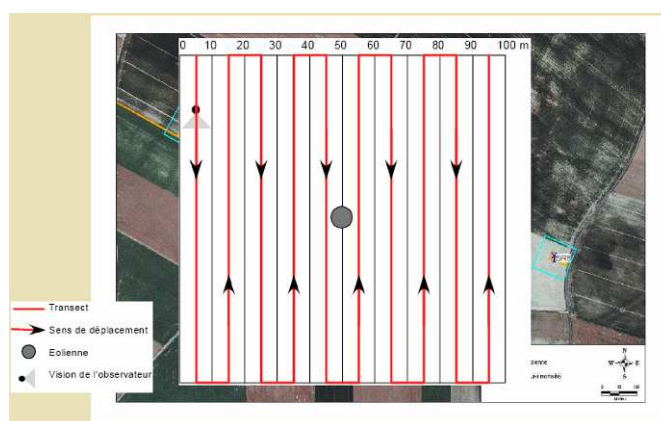 0 10 20 30 40 50 60 70 80 90 100 m
Transect
Sens de déplacement
Eolienne
Vision de l'observateur
N
W E
S